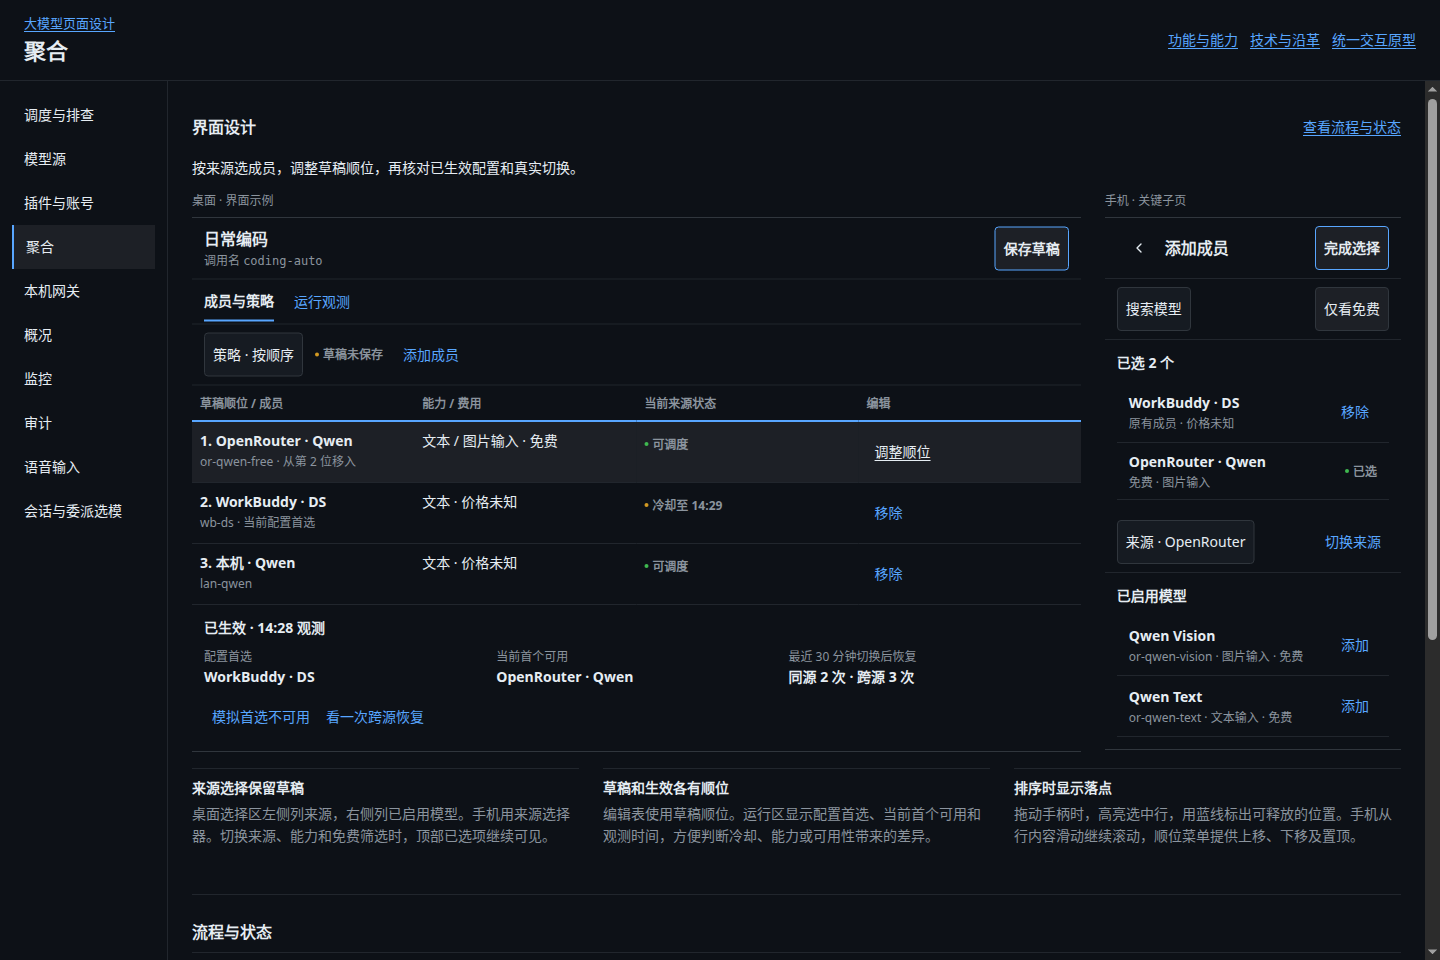 大模型页面设计
聚合
功能与能力 技术与沿革 统一交互原型
调度与排查
模型源
插件与账号
聚合
本机网关
概况
监控
审计
语音输入
会话与委派选模
界面设计
查看流程与状态
按来源选成员，调整草稿顺位，再核对已生效配置和真实切换。
桌面 · 界面示例
日常编码
调用名 coding-auto
保存草稿
成员与策略 运行观测
策略 · 按顺序 • 草稿未保存 添加成员
草稿顺位 / 成员 能力 / 费用 当前来源状态 编辑
1. OpenRouter · Qwen 文本 / 图片输入 · 免费 • 可调度 调整顺位
or-qwen-free · 从第 2 位移入
2. WorkBuddy · DS 文本 · 价格未知 • 冷却至 14:29 移除
wb-ds · 当前配置首选
3. 本机 · Qwen 文本 · 价格未知 • 可调度 移除
lan-qwen
已生效 · 14:28 观测
配置首选 当前首个可用 最近 30 分钟切换后恢复
WorkBuddy · DS OpenRouter · Qwen 同源 2 次 · 跨源 3 次
模拟首选不可用 看一次跨源恢复
手机 · 关键子页
添加成员 完成选择
搜索模型 仅看免费
已选 2 个
WorkBuddy · DS 移除
原有成员 · 价格未知
OpenRouter · Qwen • 已选
免费 · 图片输入
来源 · OpenRouter 切换来源
已启用模型
Qwen Vision 添加
or-qwen-vision · 图片输入 · 免费
Qwen Text 添加
or-qwen-text · 文本输入 · 免费
来源选择保留草稿
桌面选择区左侧列来源，右侧列已启用模型。手机用来源选择
器。切换来源、能力和免费筛选时，顶部已选项继续可见。
草稿和生效各有顺位
编辑表使用草稿顺位。运行区显示配置首选、当前首个可用和
观测时间，方便判断冷却、能力或可用性带来的差异。
排序时显示落点
拖动手柄时，高亮选中行，用蓝线标出可释放的位置。手机从
行内容滑动继续滚动，顺位菜单提供上移、下移及置顶。
流程与状态